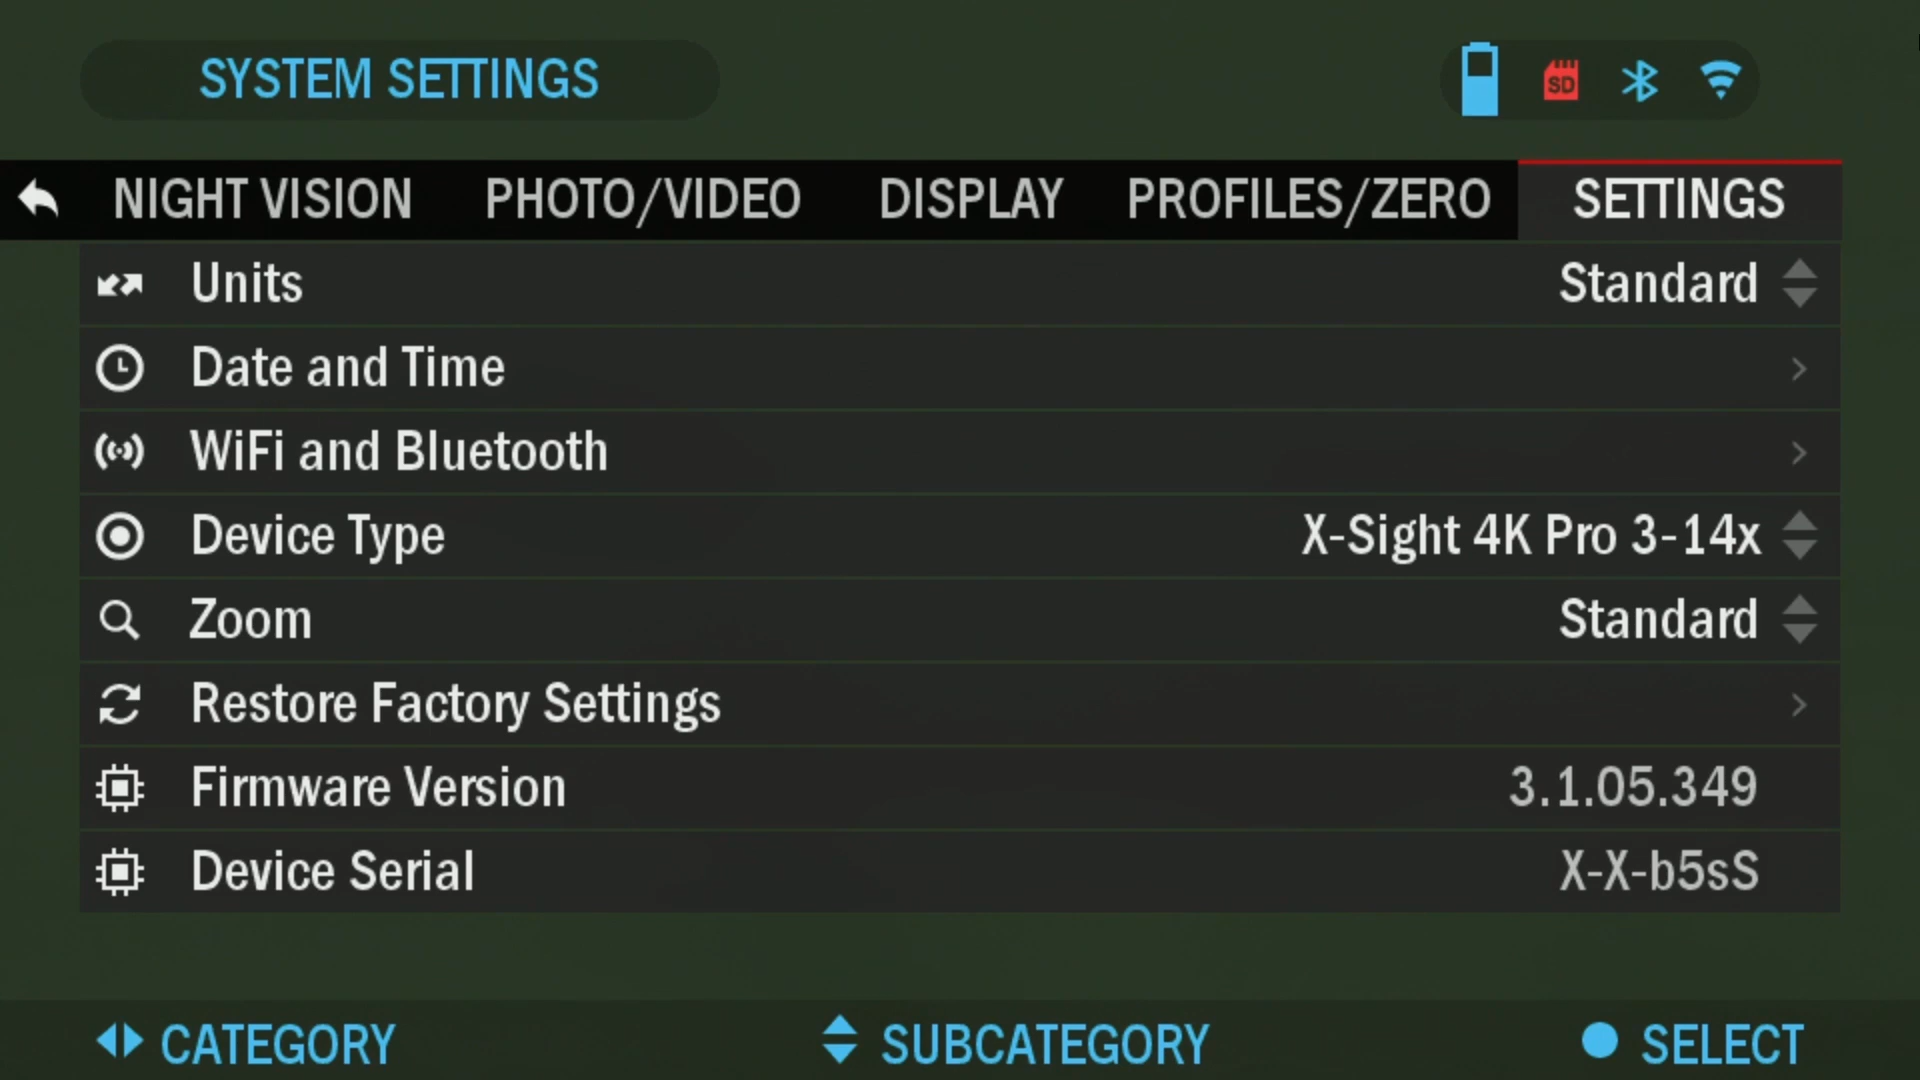 SYSTEM SETTINGS
SD
NIGHT VISION PHOTO/VIDEO DISPLAY PROFILES/ZERO SETTINGS
Units Standard
Date and Time
WiFi and Bluetooth
Device Type X-Sight 4K Pro 3-14x
Zoom Standard
Restore Factory Settings
Firmware Version 3.1.05.349
Device Serial X-X-b5sS
CATEGORY SUBCATEGORY SELECT